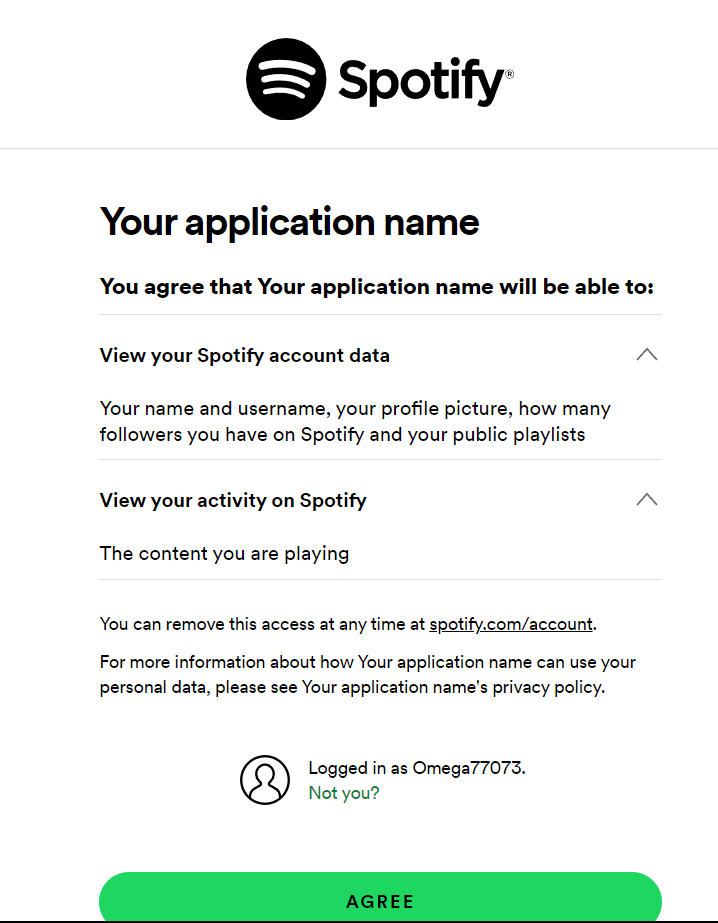 Spotify®
Your application name
You agree that Your application name will be able to:
View your Spotify account data
Your name and username, your profile picture, how many
followers you have on Spotify and your public playlists
View your activity on Spotify
The content you are playing
You can remove this access at any time at spotify.com/account.
For more information about how Your application name can use your
personal data, please see Your application name's privacy policy.
Logged in as Omega77073.
Not you?
AGREE